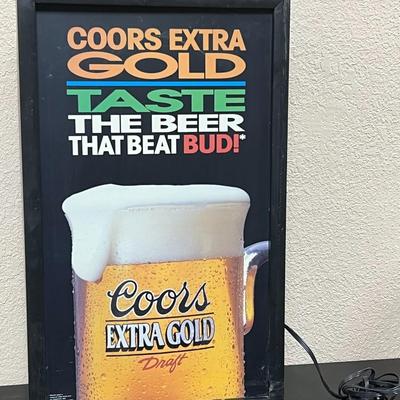 COORS EXTRA
GOLD
TASTE
THE BEER
THAT BEAT BUD!*
Coors
EXTRA GOLD
Draft